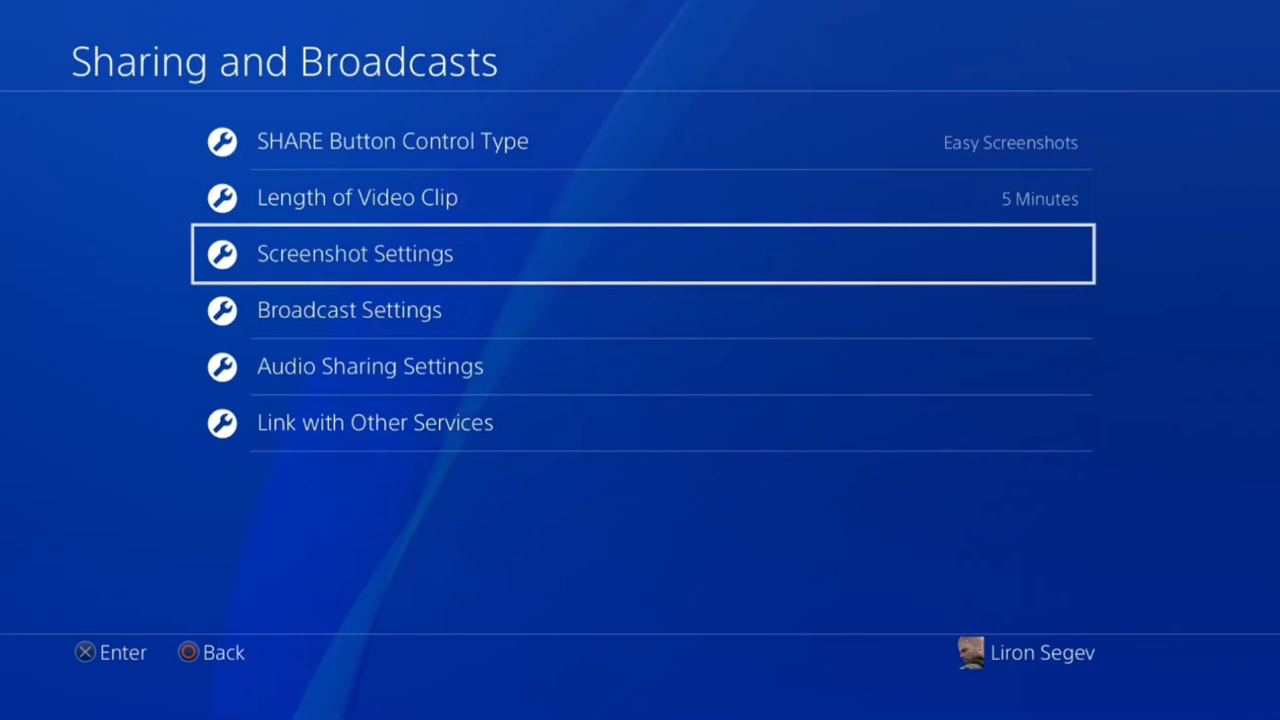 Sharing and Broadcasts
SHARE Button Control Type Easy Screenshots
Length of Video Clip 5 Minutes
Screenshot Settings
Broadcast Settings
Audio Sharing Settings
Link with Other Services
Enter Back Liron Segev